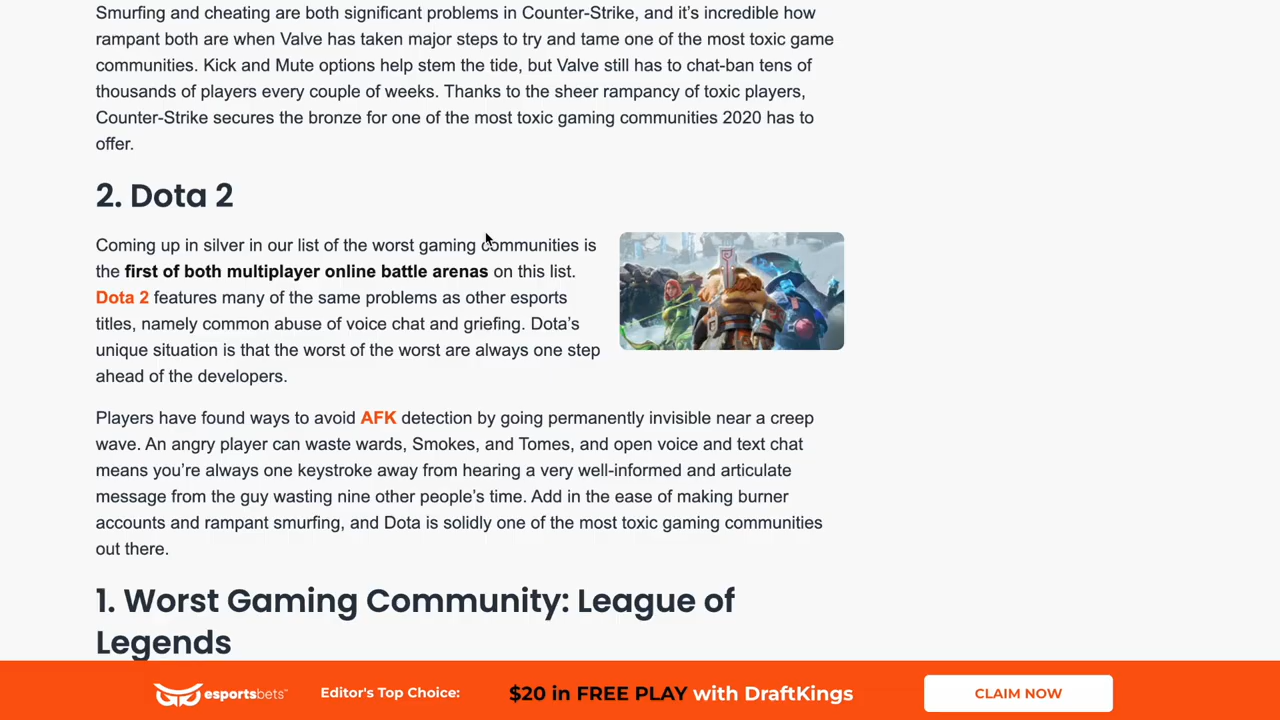 Smurfing and cheating are both significant problems in Counter-Strike, and it’s incredible how
rampant both are when Valve has taken major steps to try and tame one of the most toxic game
communities. Kick and Mute options help stem the tide, but Valve still has to chat-ban tens of
thousands of players every couple of weeks. Thanks to the sheer rampancy of toxic players,
Counter-Strike secures the bronze for one of the most toxic gaming communities 2020 has to
offer.
2. Dota 2
Coming up in silver in our list of the worst gaming communities is
the first of both multiplayer online battle arenas on this list.
Dota 2 features many of the same problems as other esports
titles, namely common abuse of voice chat and griefing. Dota’s
unique situation is that the worst of the worst are always one step
ahead of the developers.
Players have found ways to avoid AFK detection by going permanently invisible near a creep
wave. An angry player can waste wards, Smokes, and Tomes, and open voice and text chat
means you’re always one keystroke away from hearing a very well-informed and articulate
message from the guy wasting nine other people’s time. Add in the ease of making burner
accounts and rampant smurfing, and Dota is solidly one of the most toxic gaming communities
out there.
1. Worst Gaming Community: League of
Legends
esportsbets™ Editor's Top Choice: $20 in FREE PLAY with DraftKings CLAIM NOW